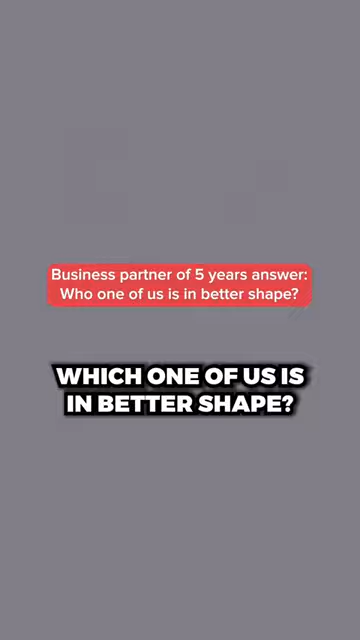 Business partner of 5 years answer:
Who one of us is in better shape?
WHICH ONE OF US IS
IN BETTER SHAPE?